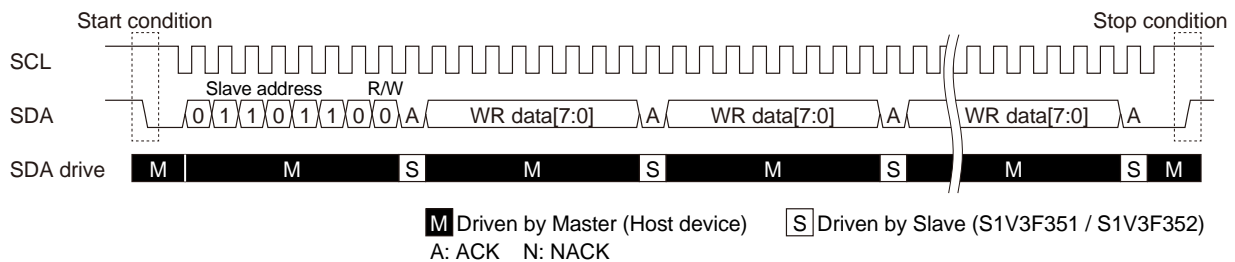 Start condition Stop condition
SCL
Slave address R/W
SDA 0 1 1 0 1 1 0 0 A WR data[7:0] A WR data[7:0] A WR data[7:0] A
SDA drive M M S M S M S M S M
M Driven by Master (Host device) S Driven by Slave (S1V3F351 / S1V3F352)
A: ACK N: NACK